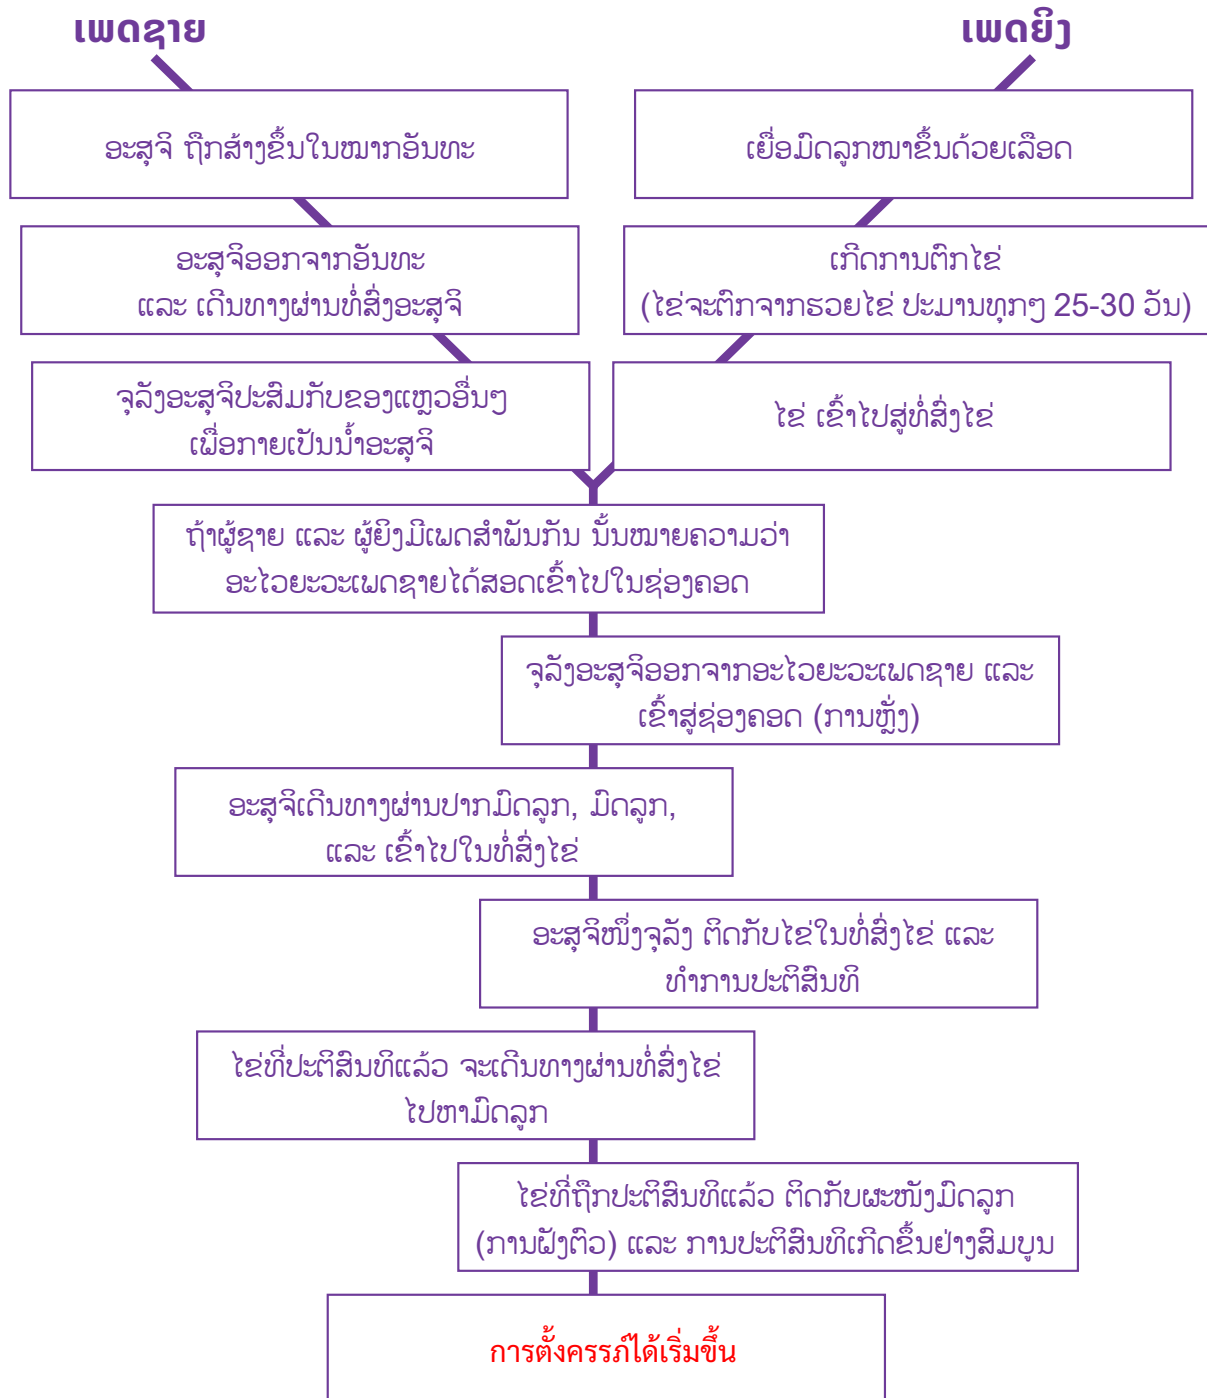 ເພດຊາຍ
ເພດຍິງ
ອະສຸຈິ ຖືກສ້າງຂຶ້ນໃນໝາກອັນທະ
ເຍື່ອມົດລູກໜາຂຶ້ນດ້ວຍເລືອດ
ອະສຸຈິອອກຈາກອັນທະ
ແລະ ເດີນທາງຜ່ານທໍ່ສົ່ງອະສຸຈິ
ເກີດການຕົກໄຂ່
(ໄຂ່ຈະຕົກຈາກຮວຍໄຂ່ ປະມານທຸກໆ 25-30 ວັນ)
ຈຸລັງອະສຸຈິປະສົມກັບຂອງແຫຼວອື່ນໆ
ເພື່ອກາຍເປັນນໍ້າອະສຸຈິ
ໄຂ່ ເຂົ້າໄປສູ່ທໍ່ສົ່ງໄຂ່
ຖ້າຜູ້ຊາຍ ແລະ ຜູ້ຍິງມີເພດສໍາພັນກັນ ນັ້ນໝາຍຄວາມວ່າ
ອະໄວຍະວະເພດຊາຍໄດ້ສອດເຂົ້າໄປໃນຊ່ອງຄອດ
ຈຸລັງອະສຸຈິອອກຈາກອະໄວຍະວະເພດຊາຍ ແລະ
ເຂົ້າສູ່ຊ່ອງຄອດ (ການຫຼັ່ງ)
ອະສຸຈິເດີນທາງຜ່ານປາກມົດລູກ, ມົດລູກ,
ແລະ ເຂົ້າໄປໃນທໍ່ສົ່ງໄຂ່
ອະສຸຈິໜຶ່ງຈຸລັງ ຕິດກັບໄຂ່ໃນທໍ່ສົ່ງໄຂ່ ແລະ
ທໍາການປະຕິສົນທິ
ໄຂ່ທີ່ປະຕິສົນທິແລ້ວ ຈະເດີນທາງຜ່ານທໍ່ສົ່ງໄຂ່
ໄປຫາມົດລູກ
ໄຂ່ທີ່ຖືກປະຕິສົນທິແລ້ວ ຕິດກັບຜະໜັງມົດລູກ
(ການຝັງຕົວ) ແລະ ການປະຕິສົນທິເກີດຂຶ້ນຢ່າງສົມບູນ
การตั้งครรภ์ได้เริ่มขึ้น